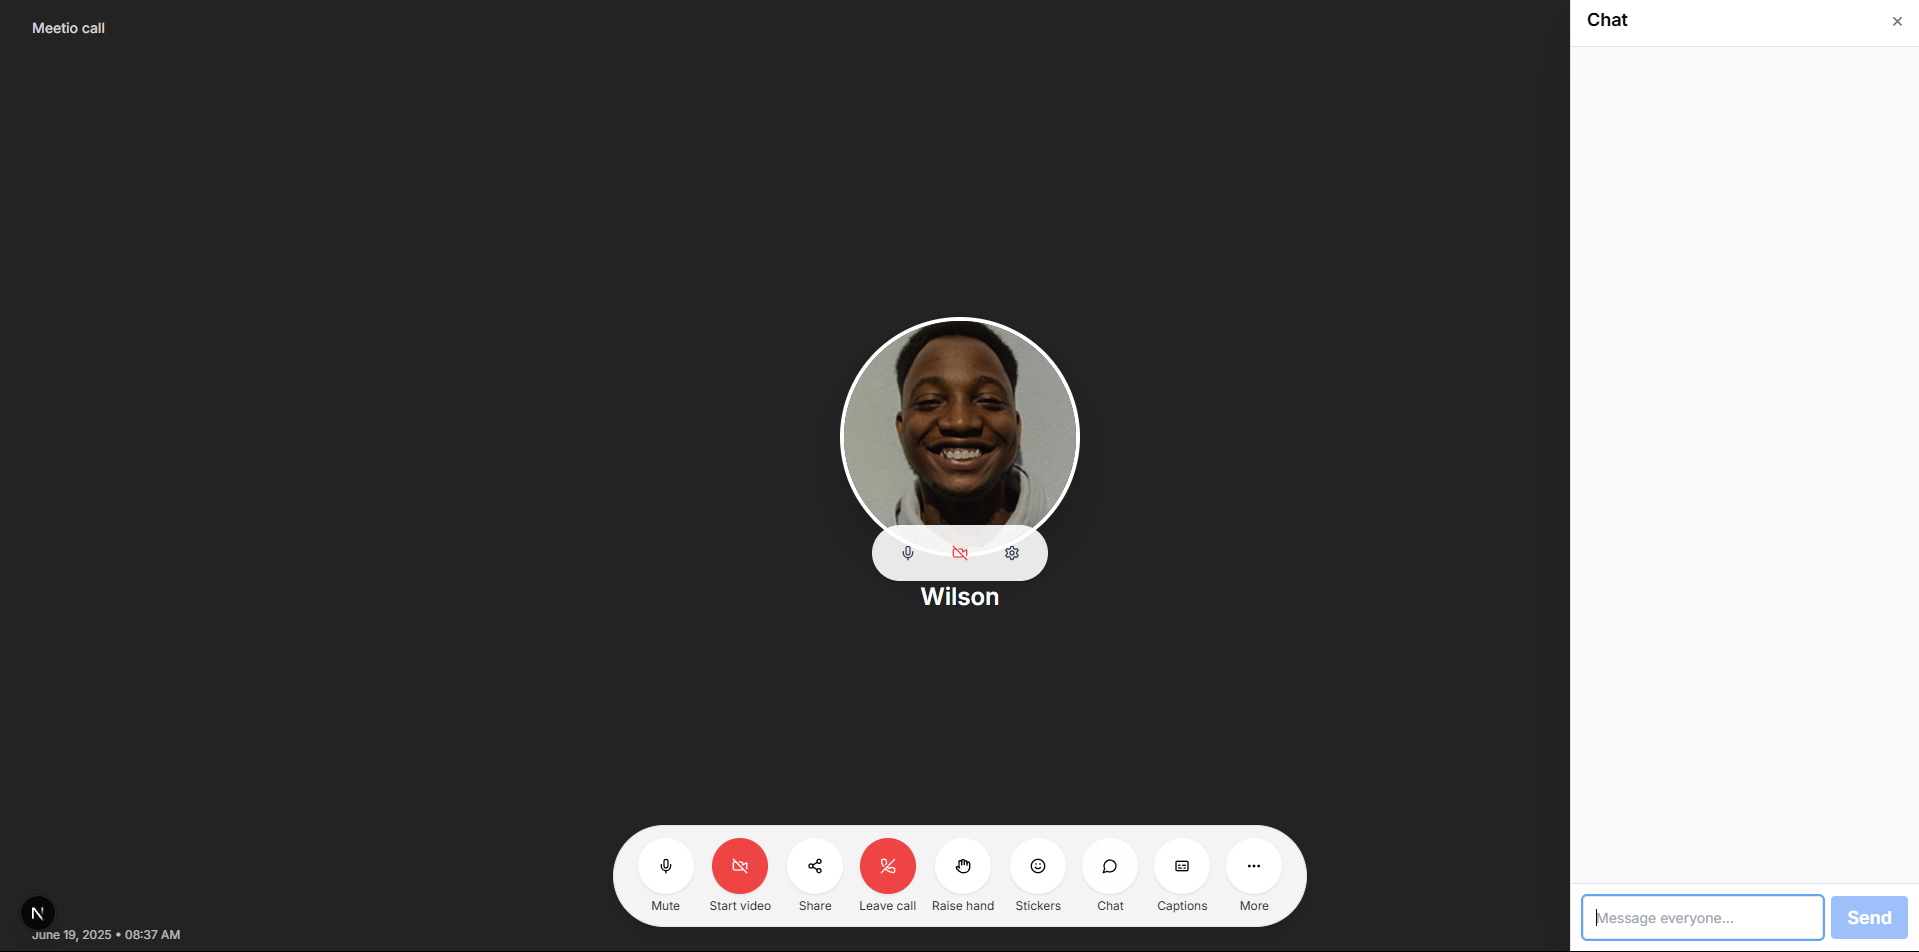 Meetio call
Chat
Wilson
Mute
Start video
Share
Leave call
Raise hand
Stickers
Chat
Captions
More
N
June 19, 2025 • 08:37 AM
Message everyone...
Send